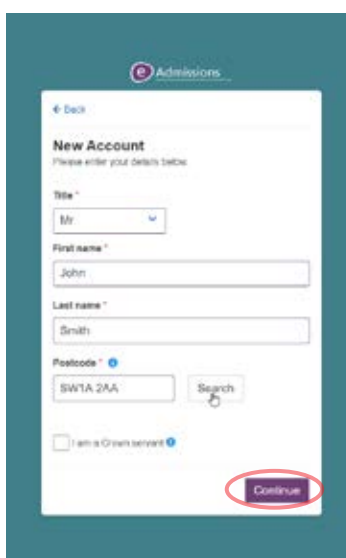 e Admissions
← Back
New Account
Please enter your details below.
Title *
Mr
First name *
John
Last name *
Smith
Postcode *
SW1A 2AA Search
I am a Crown servant
Continue